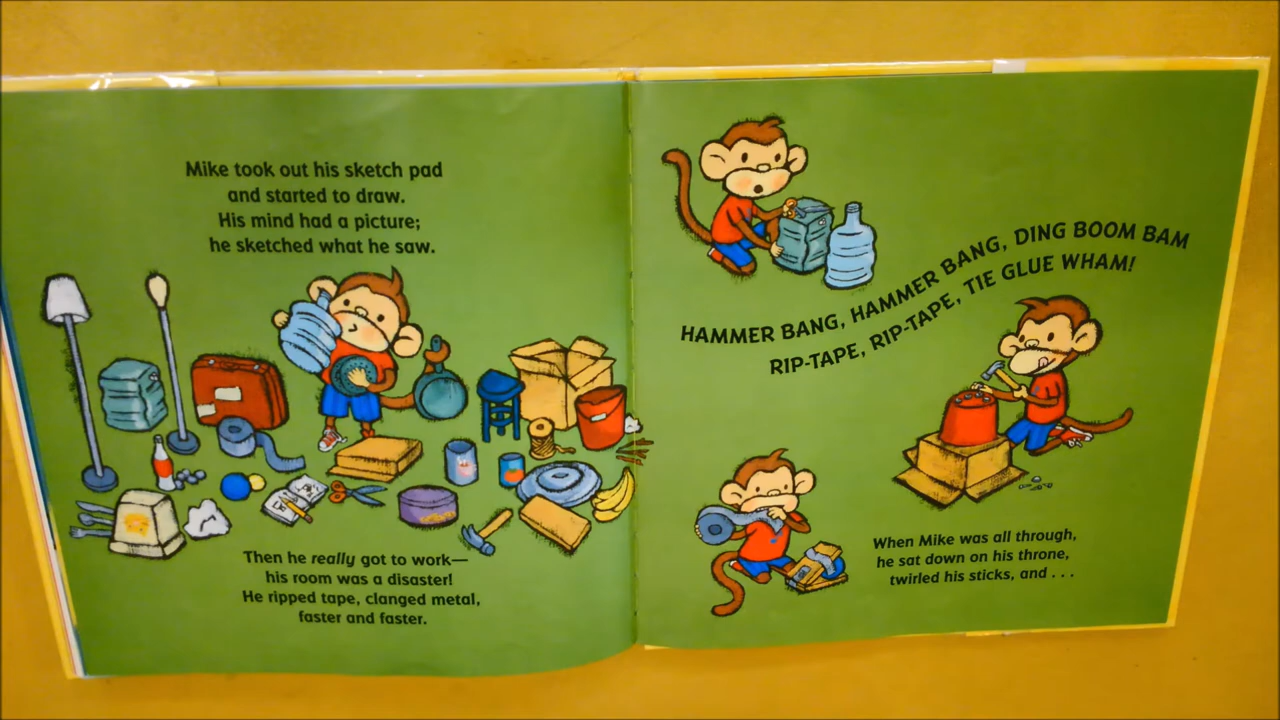 Mike took out his sketch pad
and started to draw.
His mind had a picture;
he sketched what he saw.
Then he really got to work—
his room was a disaster!
He ripped tape, clanged metal,
faster and faster.
HAMMER BANG, HAMMER BANG, DING BOOM BAM
RIP-TAPE, RIP-TAPE, TIE GLUE WHAM!
When Mike was all through,
he sat down on his throne,
twirled his sticks, and . . .